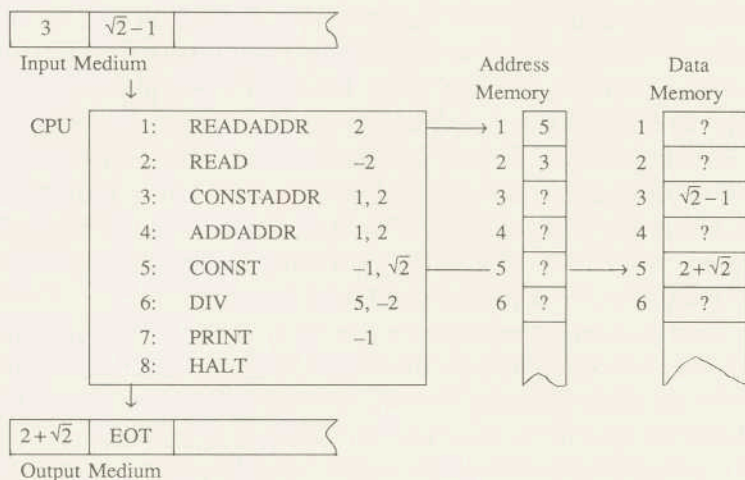 3 √2−1
Input Medium
Address Memory
Data Memory
CPU
1: READADDR 2
2: READ –2
3: CONSTADDR 1, 2
4: ADDADDR 1, 2
5: CONST –1, √2
6: DIV 5, –2
7: PRINT –1
8: HALT
1 5
2 3
3 ?
4 ?
5 ?
6 ?
1 ?
2 ?
3 √2−1
4 ?
5 2+√2
6 ?
2+√2 EOT
Output Medium